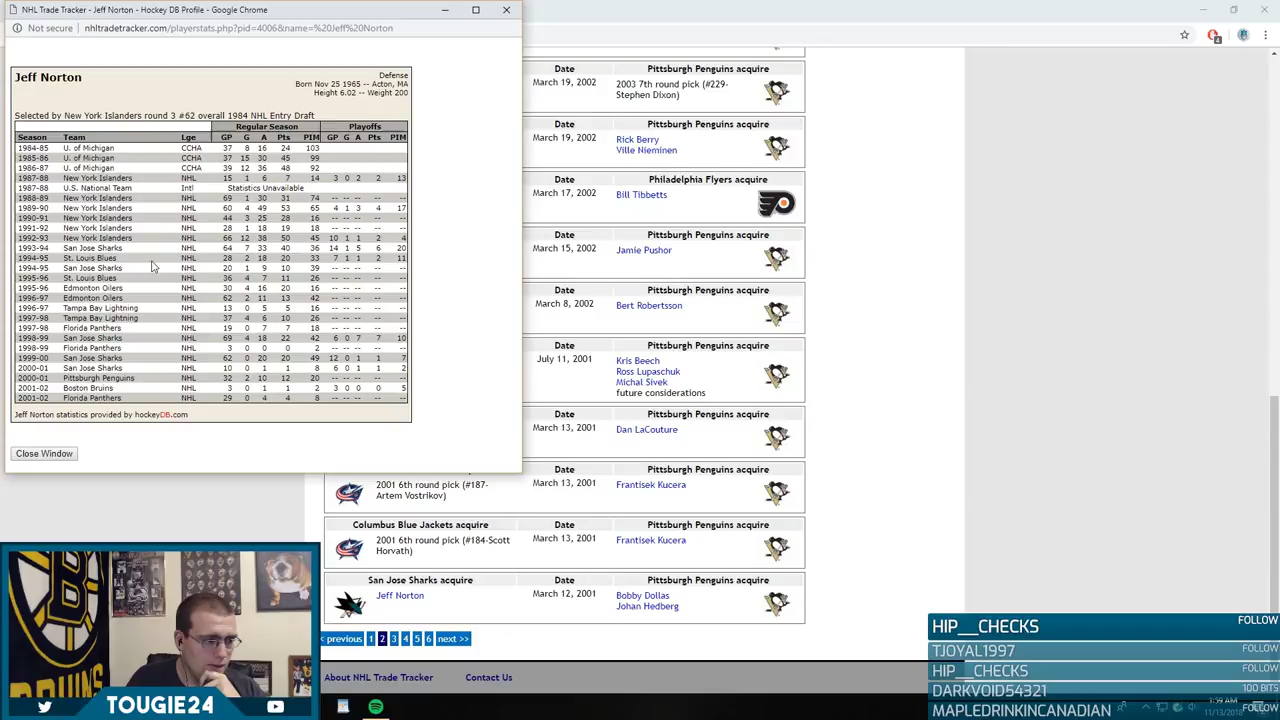 NHL Trade Tracker - Jeff Norton - Hockey DB Profile - Google Chrome
Not secure | nhltradetracker.com/playerstats.php?pid=4006&name=%20Jeff%20Norton
Jeff Norton
Defense
Born Nov 25 1965 -- Acton, MA
Height 6.02 -- Weight 200
Selected by New York Islanders round 3 #62 overall 1984 NHL Entry Draft
Regular Season Playoffs
Season Team Lge GP G A Pts PIM GP G A Pts PIM
1984-85 U. of Michigan CCHA 37 8 16 24 103
1985-86 U. of Michigan CCHA 37 15 30 45 99
1986-87 U. of Michigan CCHA 39 12 36 48 92
1987-88 New York Islanders NHL 15 1 6 7 14 3 0 2 2 13
1987-88 U.S. National Team Intl Statistics Unavailable
1988-89 New York Islanders NHL 69 1 30 31 74 -- -- -- -- --
1989-90 New York Islanders NHL 60 4 49 53 65 4 1 3 4 17
1990-91 New York Islanders NHL 44 3 25 28 16 -- -- -- -- --
1991-92 New York Islanders NHL 28 1 18 19 18 -- -- -- -- --
1992-93 New York Islanders NHL 66 12 38 50 45 10 1 1 2 4
1993-94 San Jose Sharks NHL 64 7 33 40 36 14 1 5 6 20
1994-95 St. Louis Blues NHL 28 2 18 20 33 7 1 1 2 11
1994-95 San Jose Sharks NHL 20 1 9 10 39 -- -- -- -- --
1995-96 St. Louis Blues NHL 36 4 7 11 26 -- -- -- -- --
1995-96 Edmonton Oilers NHL 30 4 16 20 16 -- -- -- -- --
1996-97 Edmonton Oilers NHL 62 2 11 13 42 -- -- -- -- --
1996-97 Tampa Bay Lightning NHL 13 0 5 5 16 -- -- -- -- --
1997-98 Tampa Bay Lightning NHL 37 4 6 10 26 -- -- -- -- --
1997-98 Florida Panthers NHL 19 0 7 7 18 -- -- -- -- --
1998-99 San Jose Sharks NHL 69 4 18 22 42 6 0 7 7 10
1998-99 Florida Panthers NHL 3 0 0 0 2 -- -- -- -- --
1999-00 San Jose Sharks NHL 62 0 20 20 49 12 0 1 1 7
2000-01 San Jose Sharks NHL 10 0 1 1 8 6 0 1 1 2
2000-01 Pittsburgh Penguins NHL 32 2 10 12 20 -- -- -- -- --
2001-02 Boston Bruins NHL 3 0 1 1 2 3 0 0 0 5
2001-02 Florida Panthers NHL 29 0 4 4 8 -- -- -- -- --
Jeff Norton statistics provided by hockeyDB.com
Close Window
Date Pittsburgh Penguins acquire
March 19, 2002 2003 7th round pick (#229-
Stephen Dixon)
Date Pittsburgh Penguins acquire
March 19, 2002 Rick Berry
Ville Nieminen
Date Philadelphia Flyers acquire
March 17, 2002 Bill Tibbetts
Date Pittsburgh Penguins acquire
March 15, 2002 Jamie Pushor
Date Pittsburgh Penguins acquire
March 8, 2002 Bert Robertsson
Date Pittsburgh Penguins acquire
July 11, 2001 Kris Beech
Ross Lupaschuk
Michal Sivek
future considerations
Date Pittsburgh Penguins acquire
March 13, 2001 Dan LaCouture
Date Pittsburgh Penguins acquire
2001 6th round pick (#187- March 13, 2001 Frantisek Kucera
Artem Vostrikov)
Columbus Blue Jackets acquire Date Pittsburgh Penguins acquire
2001 6th round pick (#184-Scott March 13, 2001 Frantisek Kucera
Horvath)
San Jose Sharks acquire Date Pittsburgh Penguins acquire
Jeff Norton March 12, 2001 Bobby Dollas
Johan Hedberg
previous 1 2 3 4 5 6 next >>
About NHL Trade Tracker Contact Us
TOUGIE24
HIP__CHECKS FOLLOW
TJOYAL1997 FOLLOW
HIP__CHECKS FOLLOW
DARKVOID54321 100 BITS
MAPLEDRINKINCANADIAN FOLLOW
1:59 AM
11/13/2018